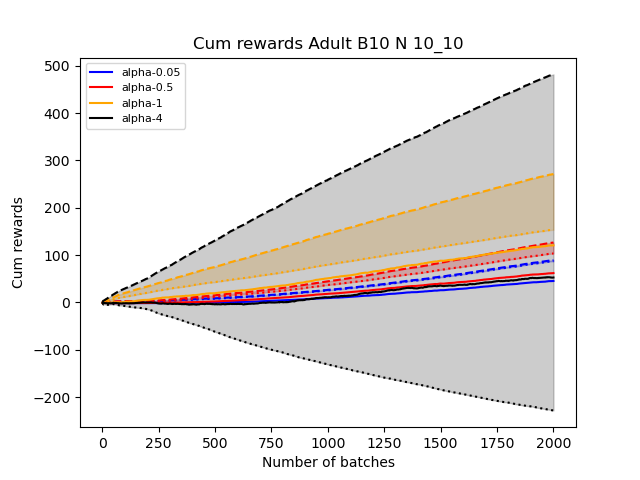 Cum rewards Adult B10 N 10_10
500
400
300
200
100
0
−100
−200
Cum rewards
alpha-0.05
alpha-0.5
alpha-1
alpha-4
0 250 500 750 1000 1250 1500 1750 2000
Number of batches